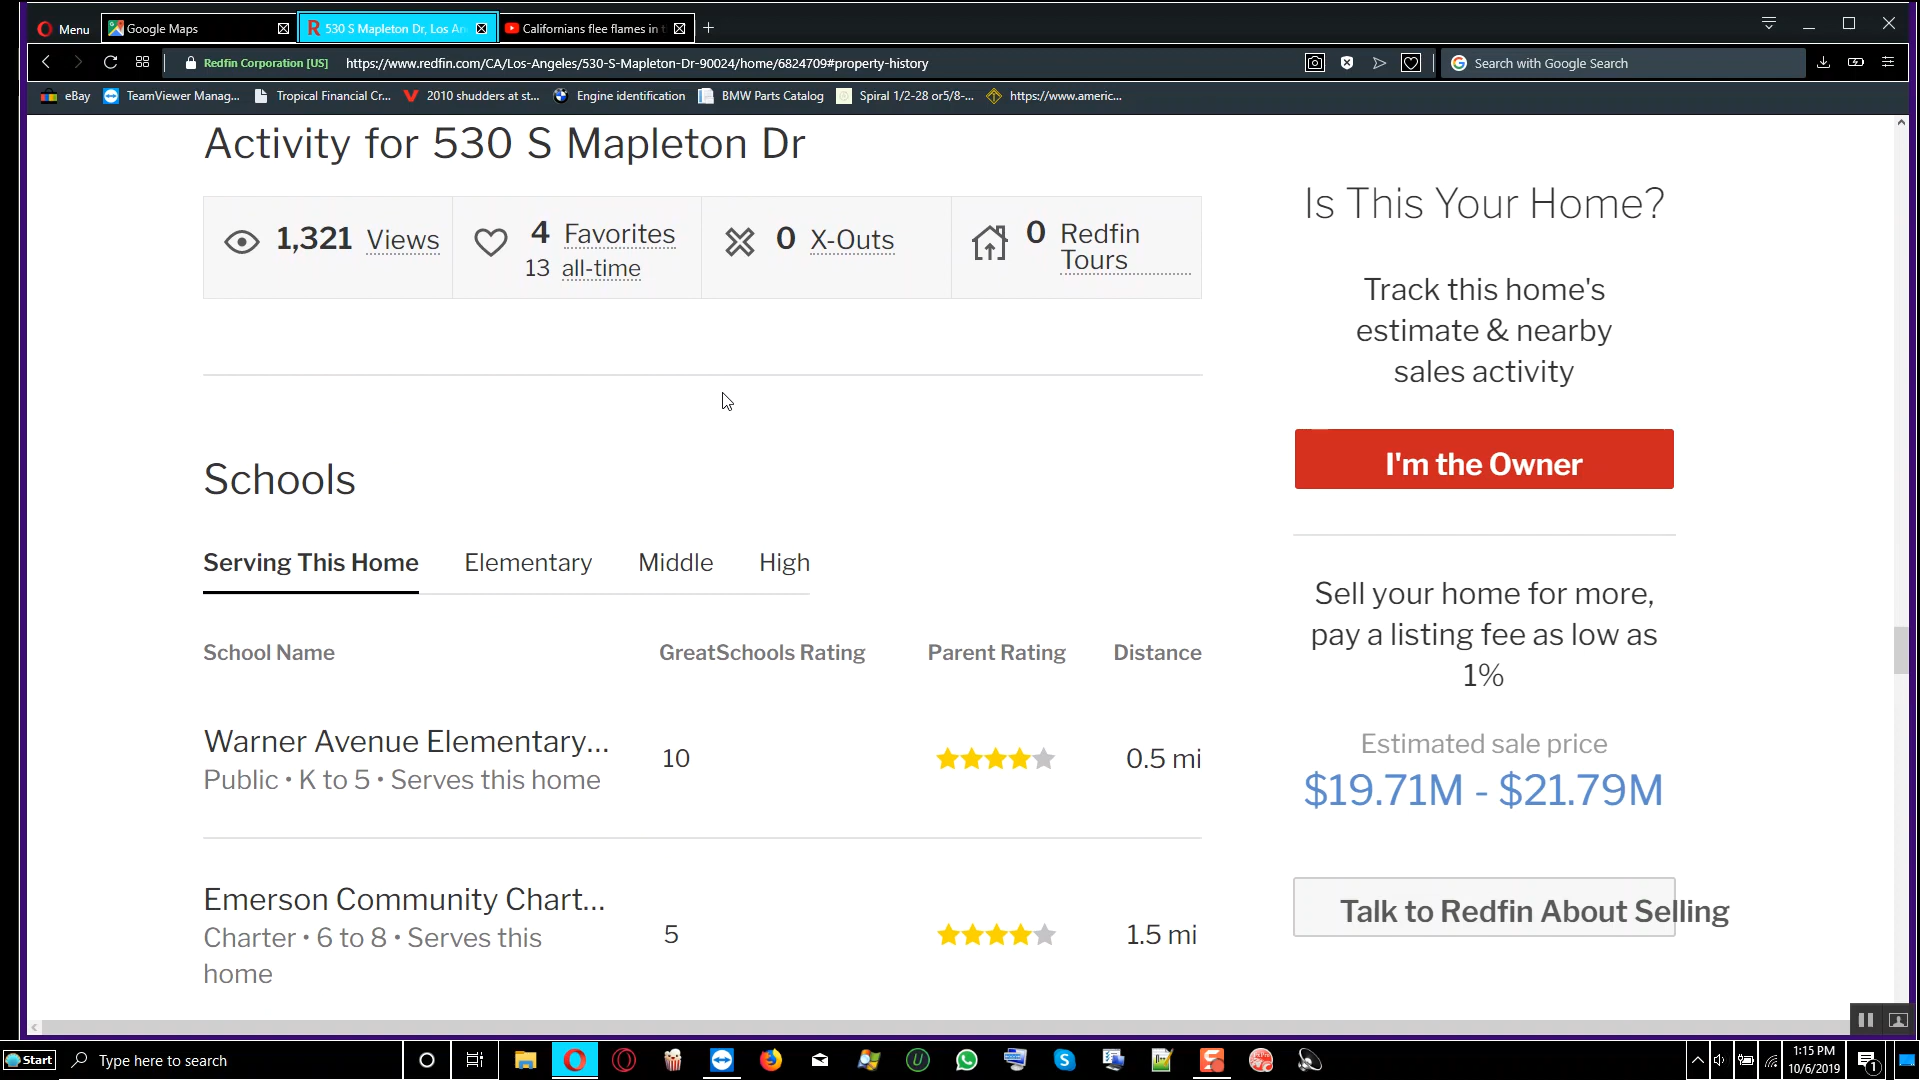 Menu
Google Maps
530 S Mapleton Dr, Los An
Californians flee flames in t
Redfin Corporation [US]
https://www.redfin.com/CA/Los-Angeles/530-S-Mapleton-Dr-90024/home/6824709#property-history
Search with Google Search
eBay
TeamViewer Manag...
Tropical Financial Cr...
2010 shudders at st...
Engine identification
BMW Parts Catalog
Spiral 1/2-28 or5/8-...
https://www.americ...
Activity for 530 S Mapleton Dr
1,321 Views
4 Favorites
13 all-time
0 X-Outs
0 Redfin
Tours
Schools
Serving This Home
Elementary
Middle
High
School Name
GreatSchools Rating
Parent Rating
Distance
Warner Avenue Elementary...
Public • K to 5 • Serves this home
10
0.5 mi
Emerson Community Chart...
Charter • 6 to 8 • Serves this
home
5
1.5 mi
Is This Your Home?
Track this home's
estimate & nearby
sales activity
I'm the Owner
Sell your home for more,
pay a listing fee as low as
1%
Estimated sale price
$19.71M - $21.79M
Talk to Redfin About Selling
Start
Type here to search
1:15 PM
10/6/2019
1